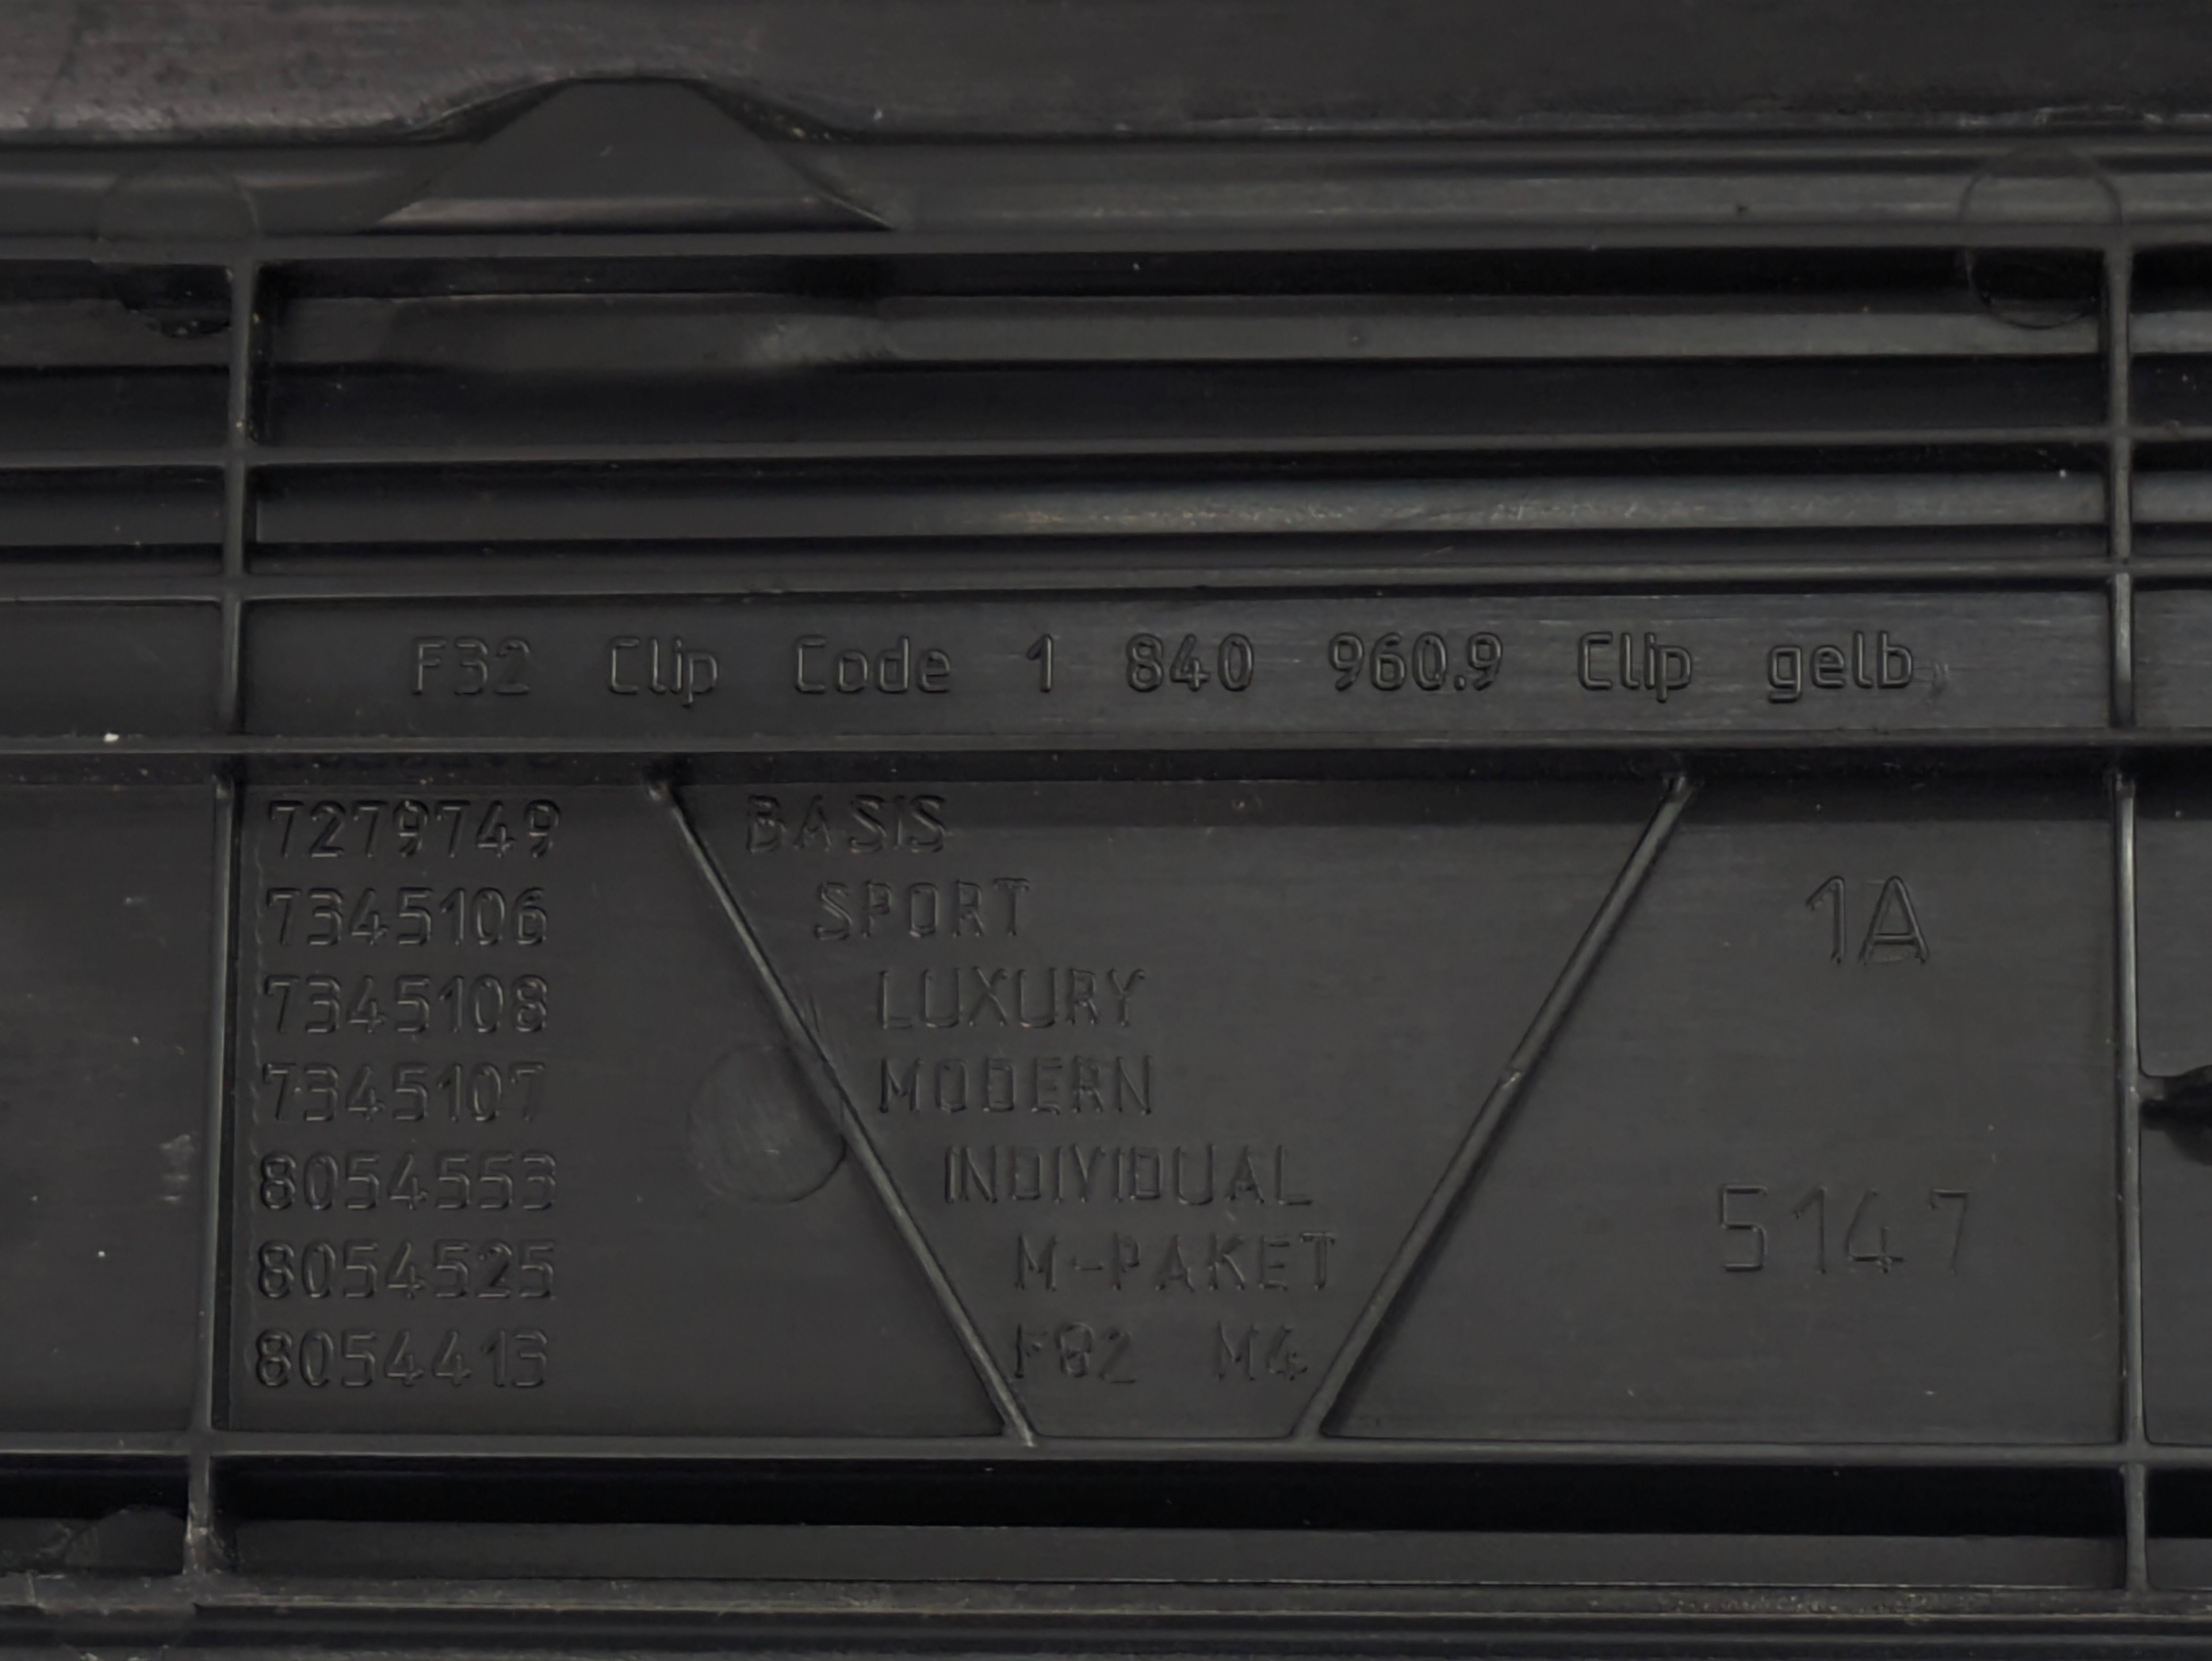 F32 Clip Code 1 840 960.9 Clip gelb
7279749 BASIS
7345106 SPORT
7345108 LUXURY
7345107 MODERN
8054553 INDIVIDUAL
8054525 M-PAKET
8054413 F82 M4
1A
5147